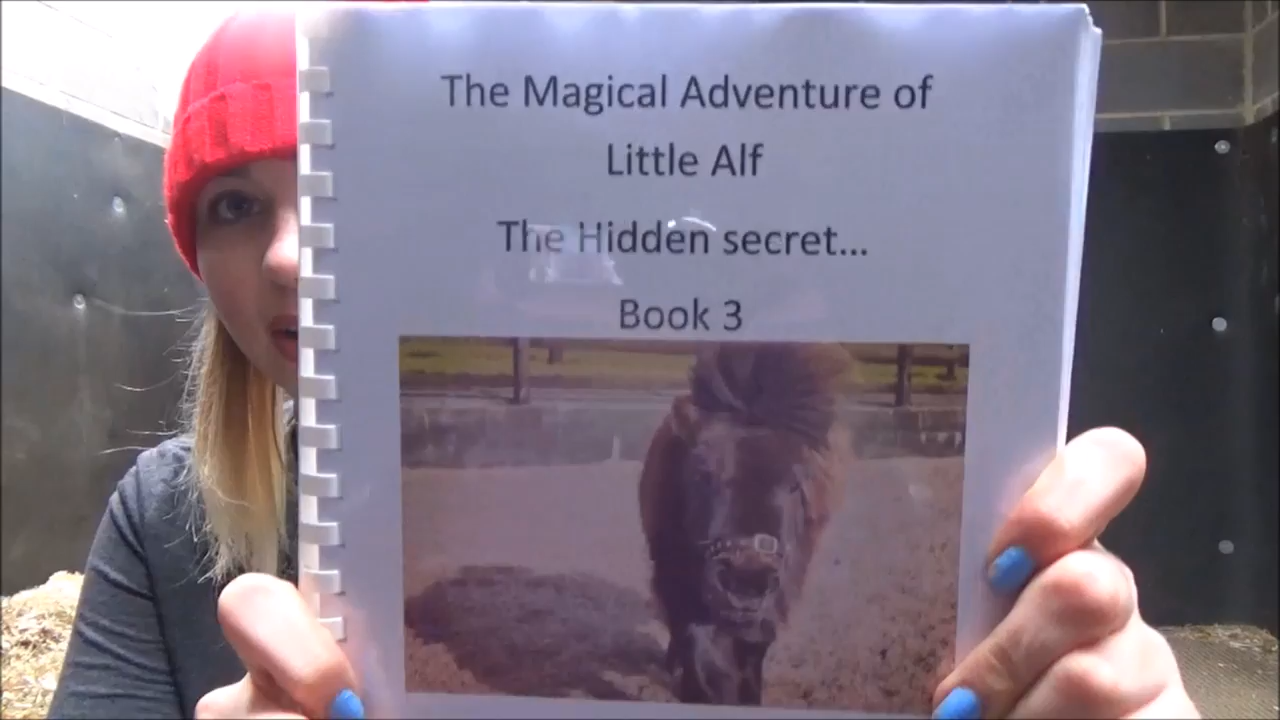 The Magical Adventure of
Little Alf
The Hidden secret...
Book 3